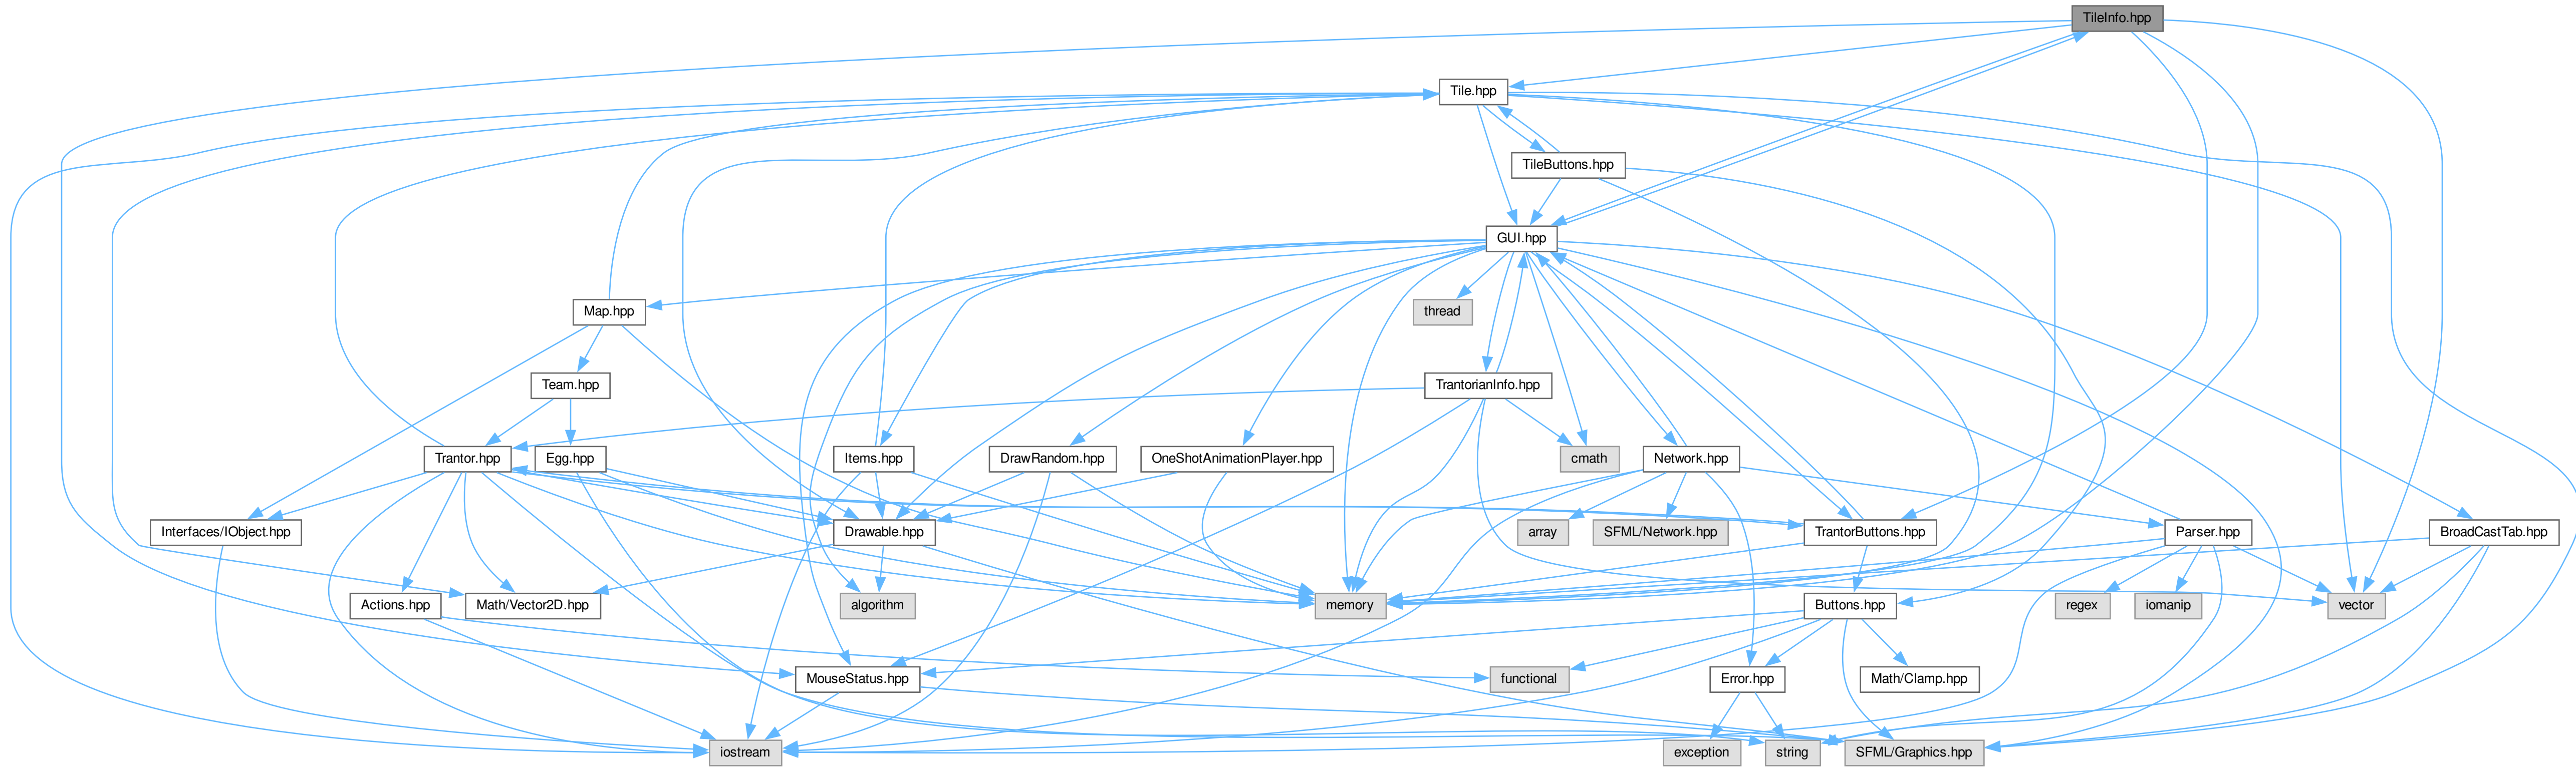 TileInfo.hpp
Tile.hpp
TileButtons.hpp
GUI.hpp
Map.hpp
thread
Team.hpp
TrantorianInfo.hpp
Trantor.hpp
Egg.hpp
Items.hpp
DrawRandom.hpp
OneShotAnimationPlayer.hpp
cmath
Network.hpp
Interfaces/IObject.hpp
Drawable.hpp
TrantorButtons.hpp
array
SFML/Network.hpp
Parser.hpp
BroadCastTab.hpp
Actions.hpp
Math/Vector2D.hpp
algorithm
memory
Buttons.hpp
regex
iomanip
vector
MouseStatus.hpp
functional
Error.hpp
Math/Clamp.hpp
iostream
exception
string
SFML/Graphics.hpp